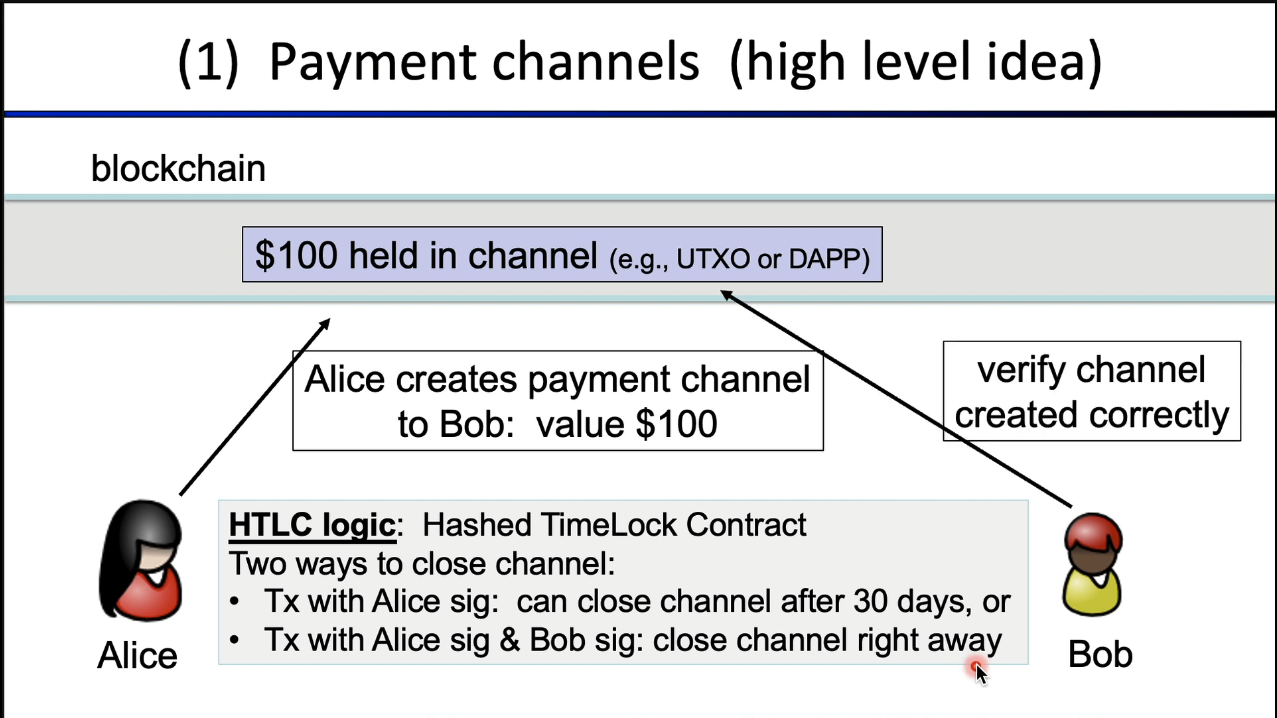 (1) Payment channels (high level idea)
blockchain
$100 held in channel (e.g., UTXO or DAPP)
Alice creates payment channel
to Bob: value $100
verify channel
created correctly
HTLC logic: Hashed TimeLock Contract
Two ways to close channel:
• Tx with Alice sig: can close channel after 30 days, or
• Tx with Alice sig & Bob sig: close channel right away
Alice
Bob